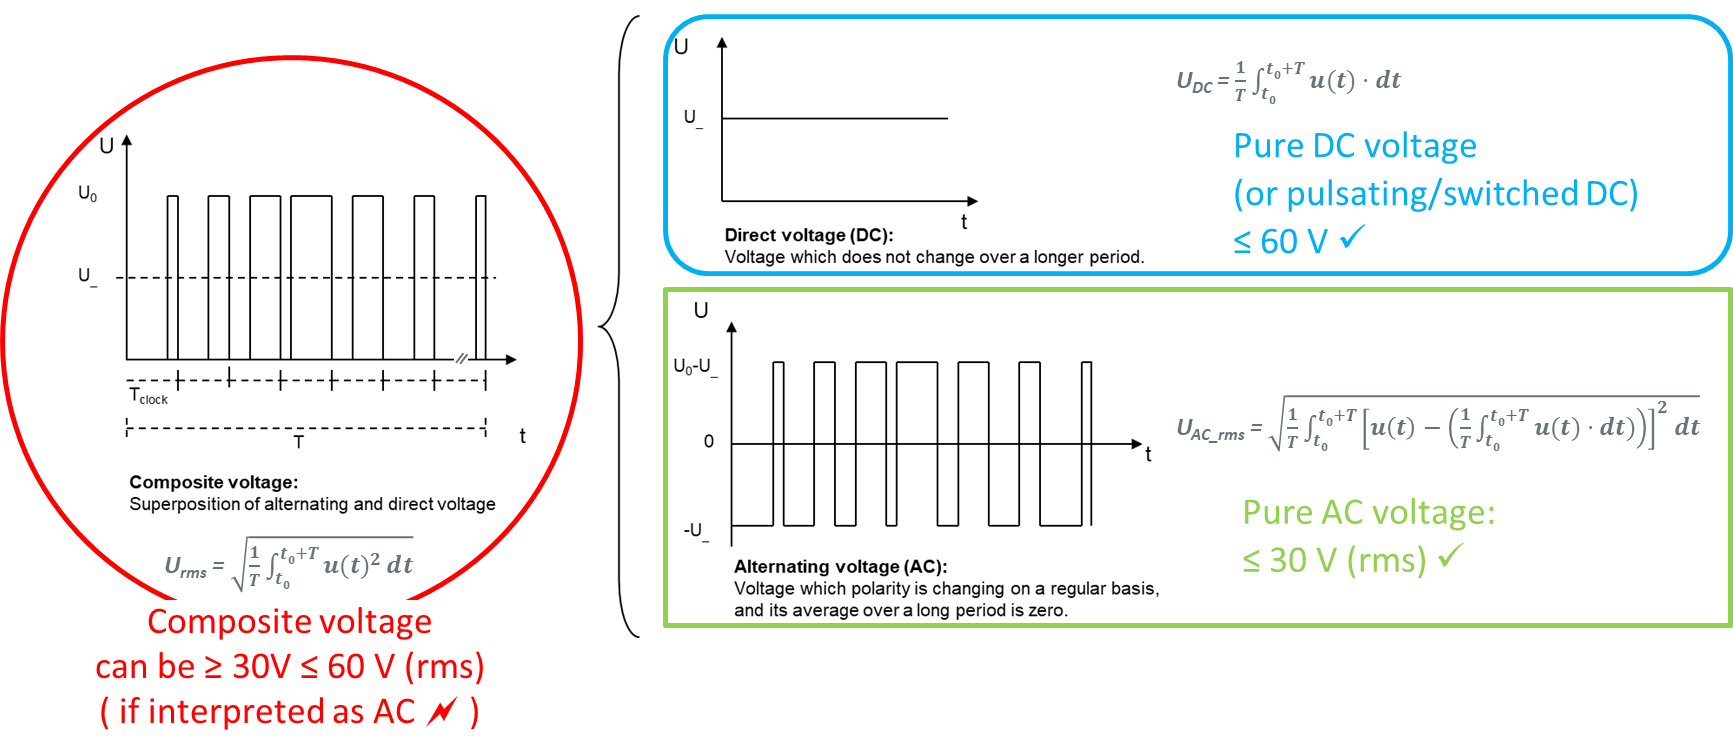 U
U₀
U_
T_clock
T
t
Composite voltage:
Superposition of alternating and direct voltage
U_rms = √(1/T ∫_{t₀}^{t₀+T} u(t)² dt)
Composite voltage
can be ≥ 30V ≤ 60 V (rms)
( if interpreted as AC )
U
U_
t
Direct voltage (DC):
Voltage which does not change over a longer period.
U_DC = 1/T ∫_{t₀}^{t₀+T} u(t) · dt
Pure DC voltage
(or pulsating/switched DC)
≤ 60 V ✓
U
U₀-U_
0
-U_
t
Alternating voltage (AC):
Voltage which polarity is changing on a regular basis,
and its average over a long period is zero.
U_AC_rms = √(1/T ∫_{t₀}^{t₀+T} [u(t) − (1/T ∫_{t₀}^{t₀+T} u(t) · dt))]² dt)
Pure AC voltage:
≤ 30 V (rms) ✓